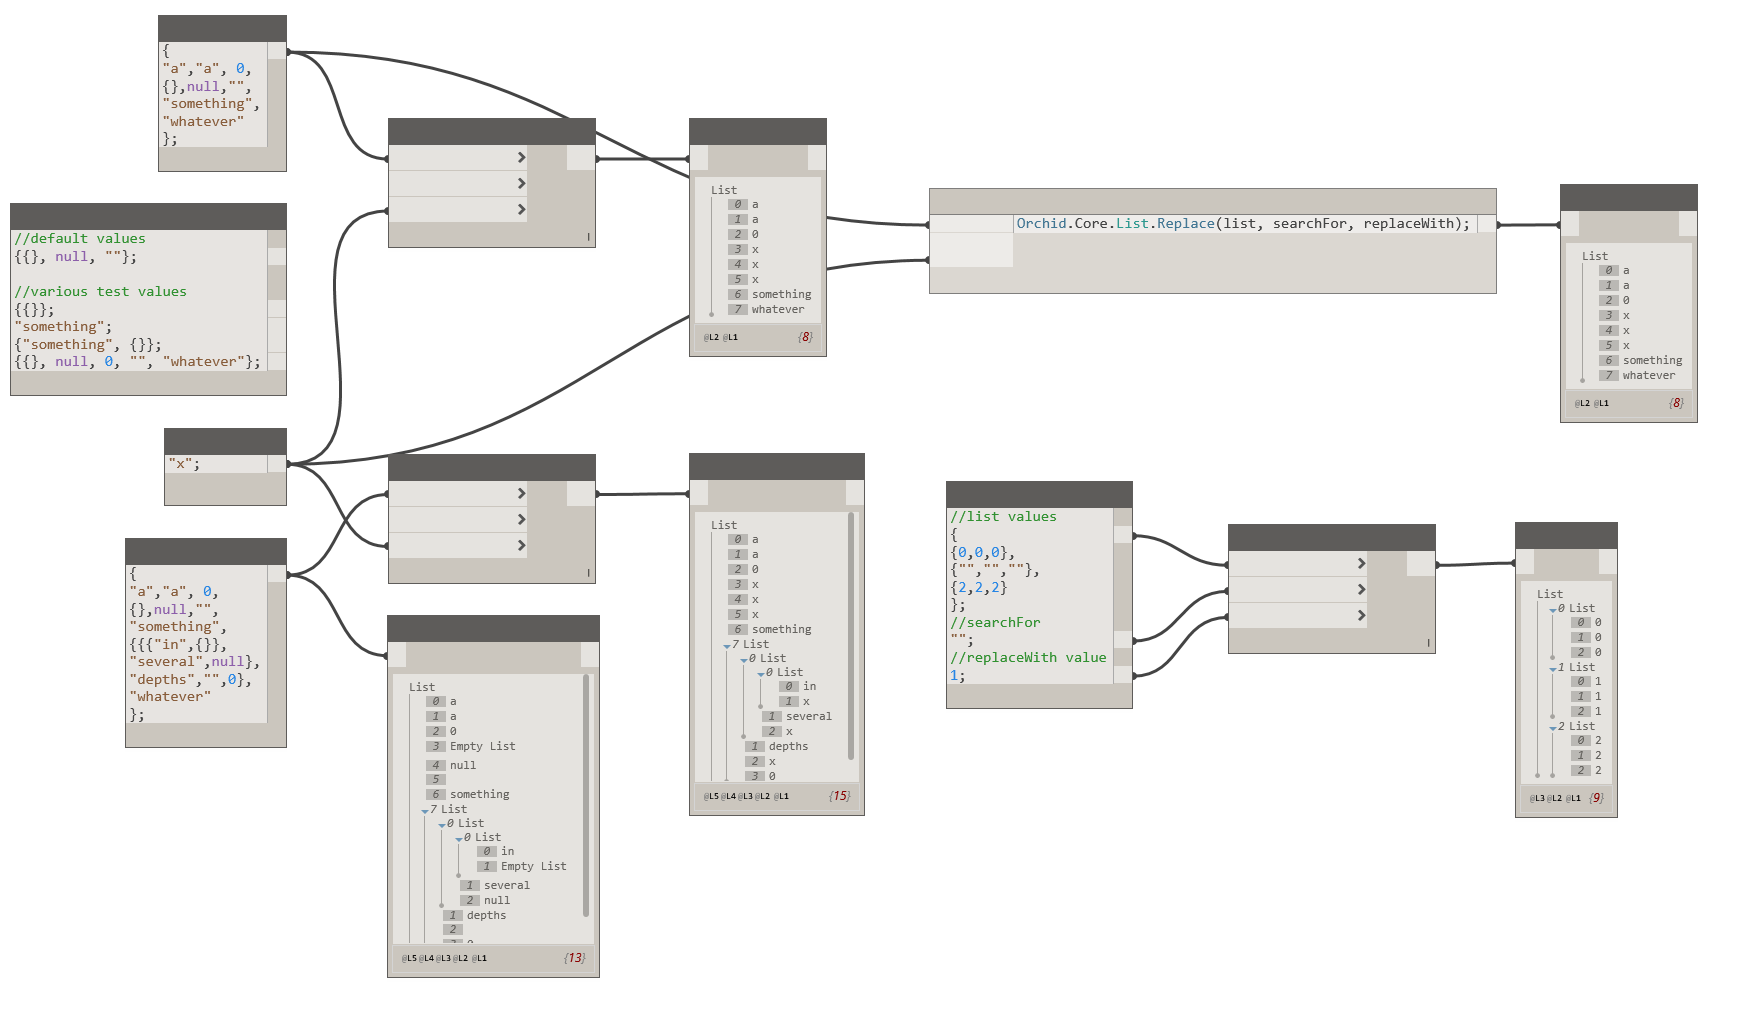 {
"a","a", 0,
{},null,"",
"something",
"whatever"
};
//default values
{{}, null, ""};
//various test values
{{}};
"something";
{"something", {}};
{{}, null, 0, "", "whatever"};
"x";
{
"a","a", 0,
{},null,"",
"something",
{{{"in",{}},
"several",null},
"depths","",0},
"whatever"
};
List
0 a
1 a
2 0
3 x
4 x
5 x
6 something
7 whatever
@L2 @L1 {8}
Orchid.Core.List.Replace(list, searchFor, replaceWith);
List
0 a
1 a
2 0
3 x
4 x
5 x
6 something
7 whatever
@L2 @L1 {8}
List
0 a
1 a
2 0
3 x
4 x
5 x
6 something
7 List
0 List
0 List
0 in
1 x
1 several
2 x
1 depths
2 x
3 0
@L5 @L4 @L3 @L2 @L1 {15}
List
0 a
1 a
2 0
3 Empty List
4 null
5
6 something
7 List
0 List
0 List
0 in
1 Empty List
1 several
2 null
1 depths
2
@L5 @L4 @L3 @L2 @L1 {13}
//list values
{
{0,0,0},
{"","",""},
{2,2,2}
};
//searchFor
"";
//replaceWith value
1;
List
0 List
0 0
1 0
2 0
1 List
0 1
1 1
2 1
2 List
0 2
1 2
2 2
@L3 @L2 @L1 {9}